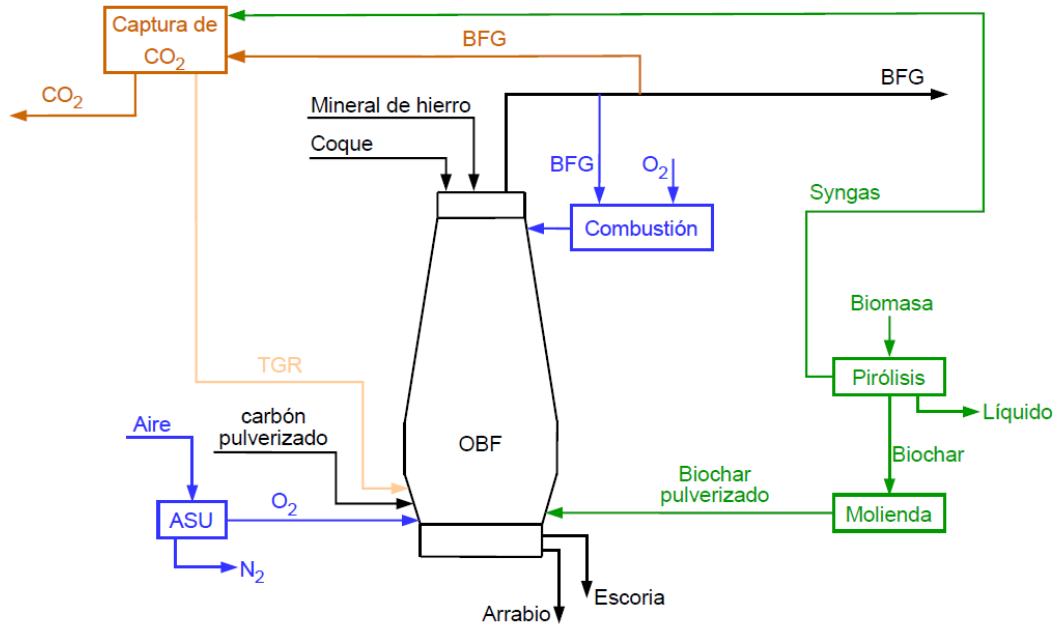 Captura de
CO2
BFG
BFG
CO2
Mineral de hierro
Coque
BFG
O2
Syngas
Combustión
Biomasa
TGR
Pirólisis
carbón
pulverizado
Líquido
Aire
OBF
Biochar
Biochar
pulverizado
O2
ASU
Molienda
N2
Escoria
Arrabio